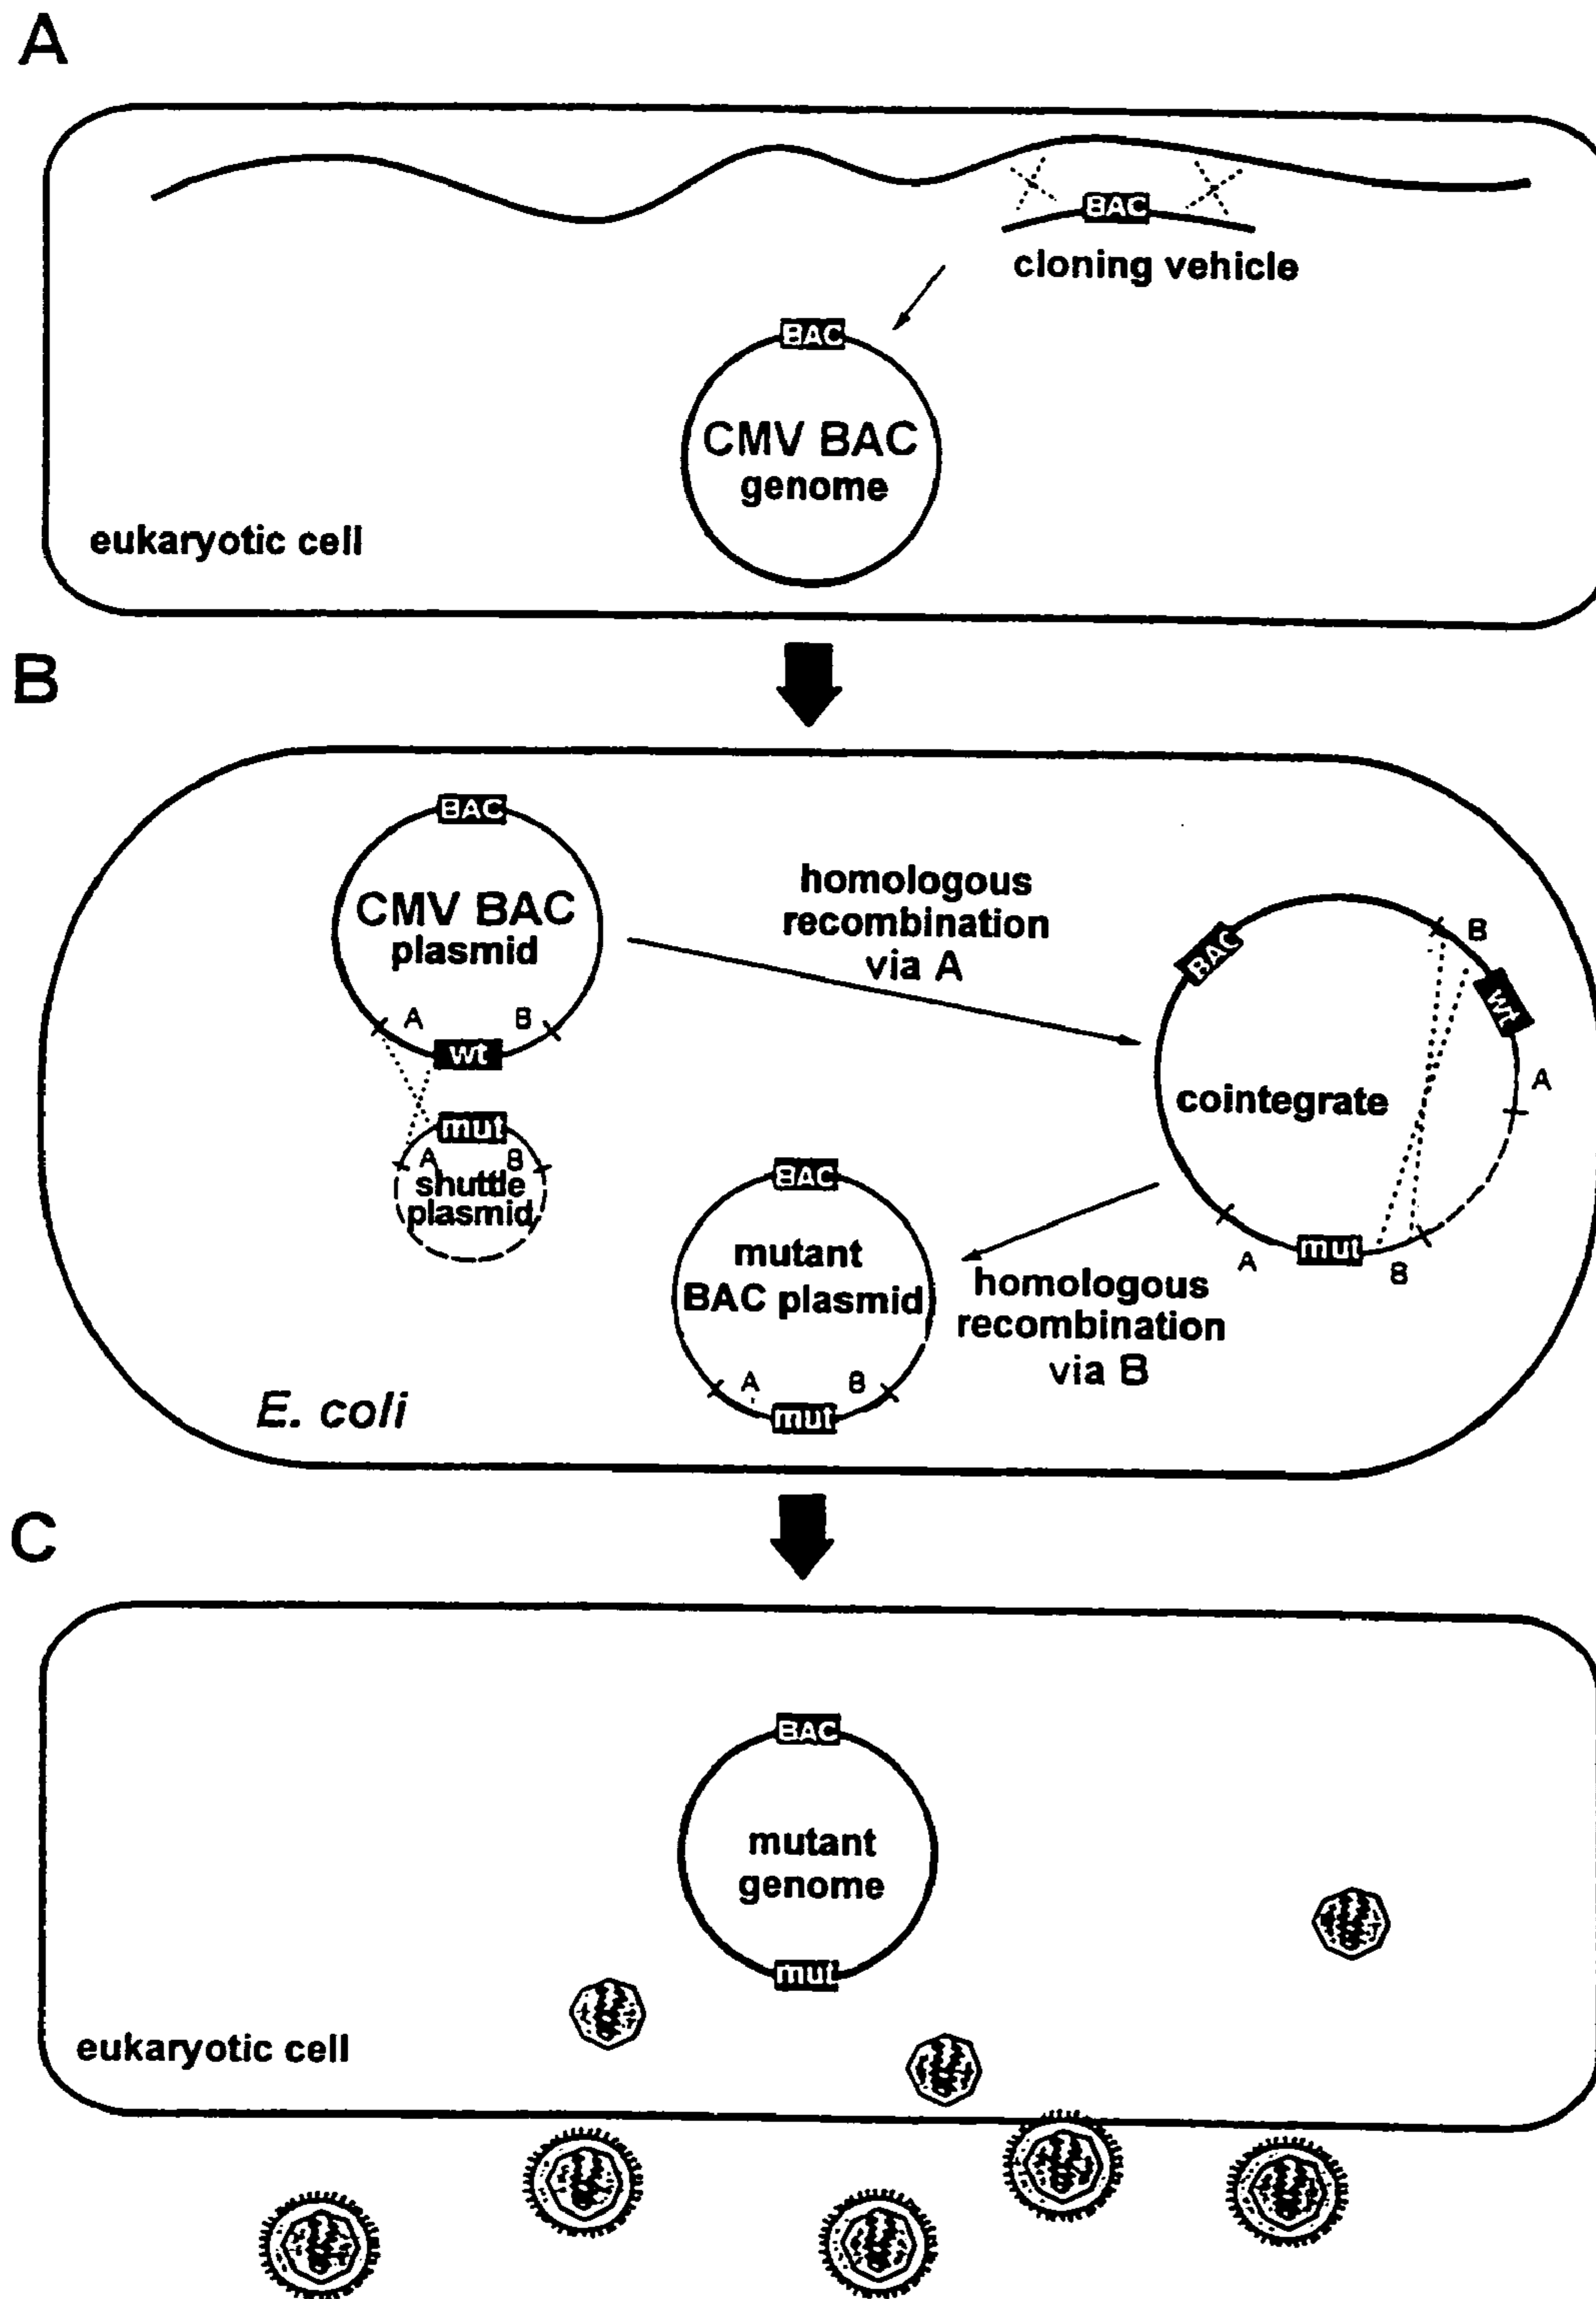 A
BAC
cloning vehicle
BAC
CMV BAC
genome
eukaryotic cell
B
BAC
CMV BAC
plasmid
A
B
wt
mut
A
B
shuttle
plasmid
homologous
recombination
via A
BAC
B
wt
A
cointegrate
A
mut
B
BAC
mutant
BAC plasmid
A
B
mut
homologous
recombination
via B
E. coli
C
BAC
mutant
genome
mut
eukaryotic cell